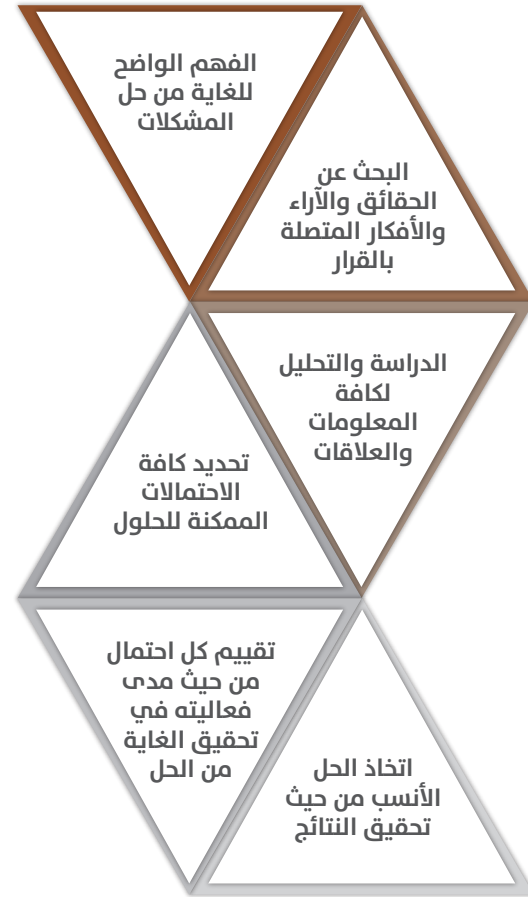 الفهم الواضح
للغاية من حل
المشكلات
البحث عن
الحقائق والآراء
والأفكار المتصلة
بالقرار
الدراسة والتحليل
لكافة
المعلومات
والعلاقات
تحديد كافة
الاحتمالات
الممكنة للحلول
تقييم كل احتمال
من حيث مدى
فعاليته في
تحقيق الغاية
من الحل
اتخاذ الحل
الأنسب من حيث
تحقيق النتائج